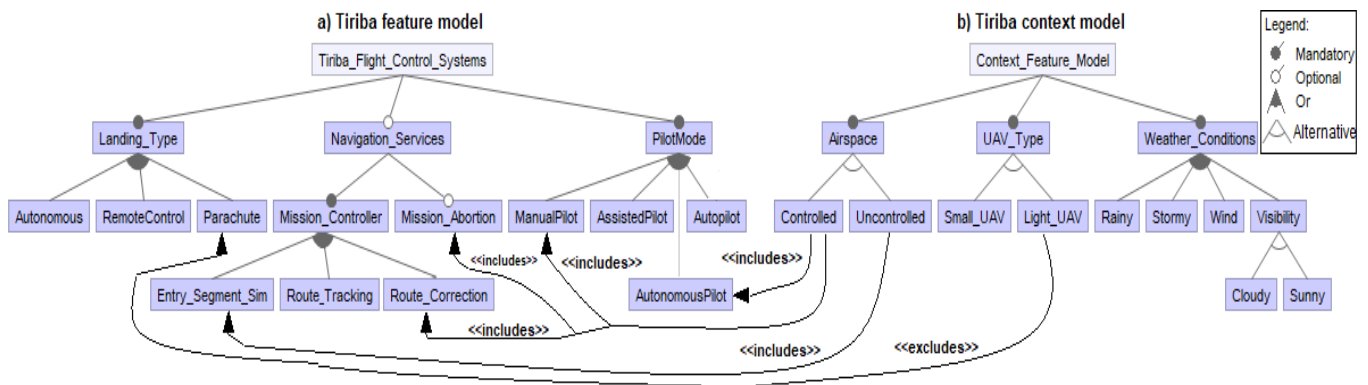 a) Tiriba feature model
b) Tiriba context model
Legend:
Mandatory
Optional
Or
Alternative
Tiriba_Flight_Control_Systems
Context_Feature_Model
Landing_Type
Navigation_Services
PilotMode
Airspace
UAV_Type
Weather_Conditions
Autonomous
RemoteControl
Parachute
Mission_Controller
Mission_Abortion
ManualPilot
AssistedPilot
Autopilot
Controlled
Uncontrolled
Small_UAV
Light_UAV
Rainy
Stormy
Wind
Visibility
<<includes>>
<<includes>>
<<includes>>
Entry_Segment_Sim
Route_Tracking
Route_Correction
AutonomousPilot
Cloudy
Sunny
<<includes>>
<<includes>>
<<excludes>>